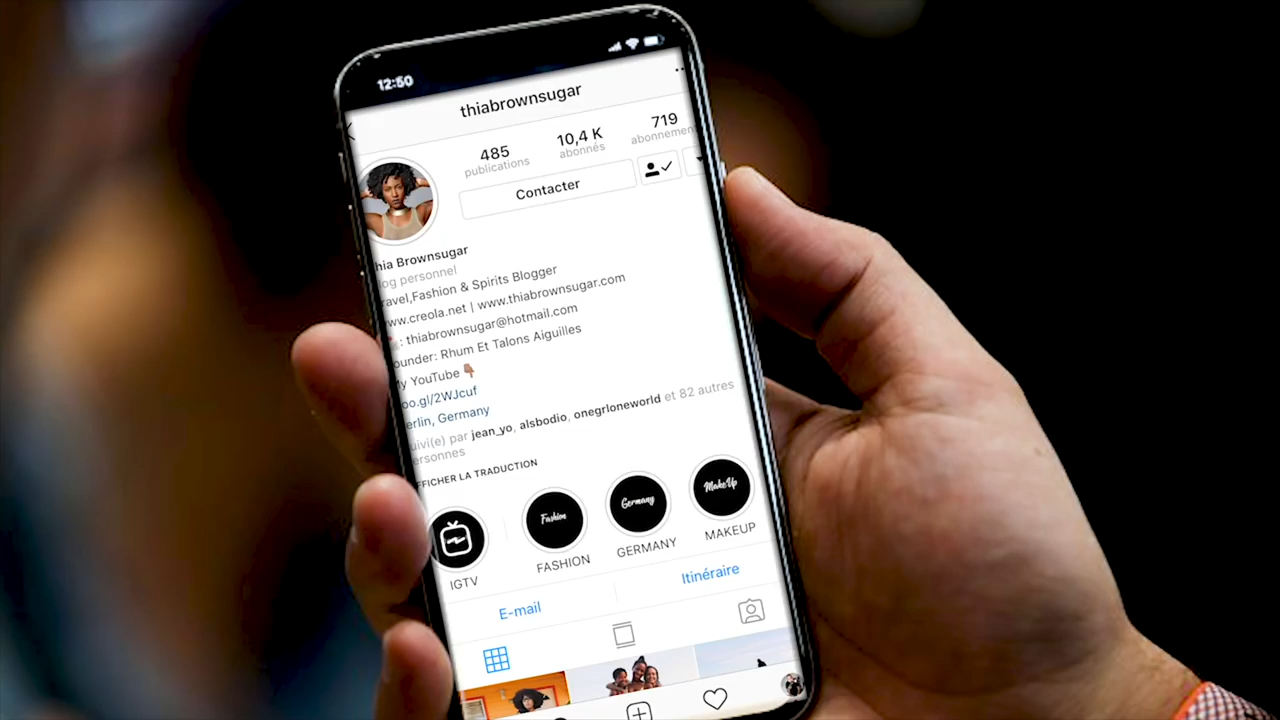 12:50
thiabrownsugar
485
publications
10,4 K
abonnés
719
abonnemen
Contacter
hia Brownsugar
og personnel
ravel,Fashion & Spirits Blogger
ww.creola.net | www.thiabrownsugar.com
: thiabrownsugar@hotmail.com
ounder: Rhum Et Talons Aiguilles
y YouTube 👇🏾
oo.gl/2WJcuf
erlin, Germany
uivi(e) par jean_yo, alsbodio, onegrloneworld et 82 autres
ersonnes
FFICHER LA TRADUCTION
Fashion
Germany
MakeUp
IGTV
FASHION
GERMANY
MAKEUP
E-mail
Itinéraire